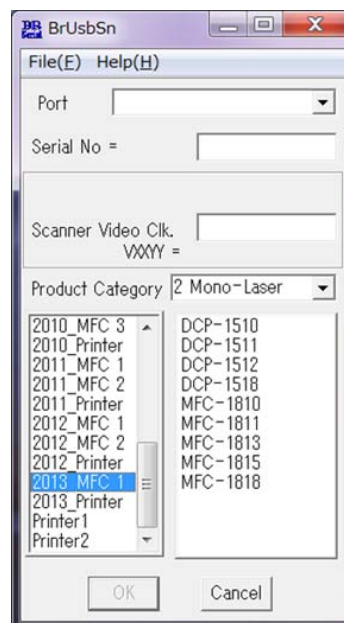 BrUsbSn
File(F) Help(H)
Port
Serial No =
Scanner Video Clk.
VXXYY =
Product Category 2 Mono-Laser
2010_MFC 3
2010_Printer
2011_MFC 1
2011_MFC 2
2011_Printer
2012_MFC 1
2012_MFC 2
2012_Printer
2013_MFC 1
2013_Printer
Printer1
Printer2
DCP-1510
DCP-1511
DCP-1512
DCP-1518
MFC-1810
MFC-1811
MFC-1813
MFC-1815
MFC-1818
OK Cancel